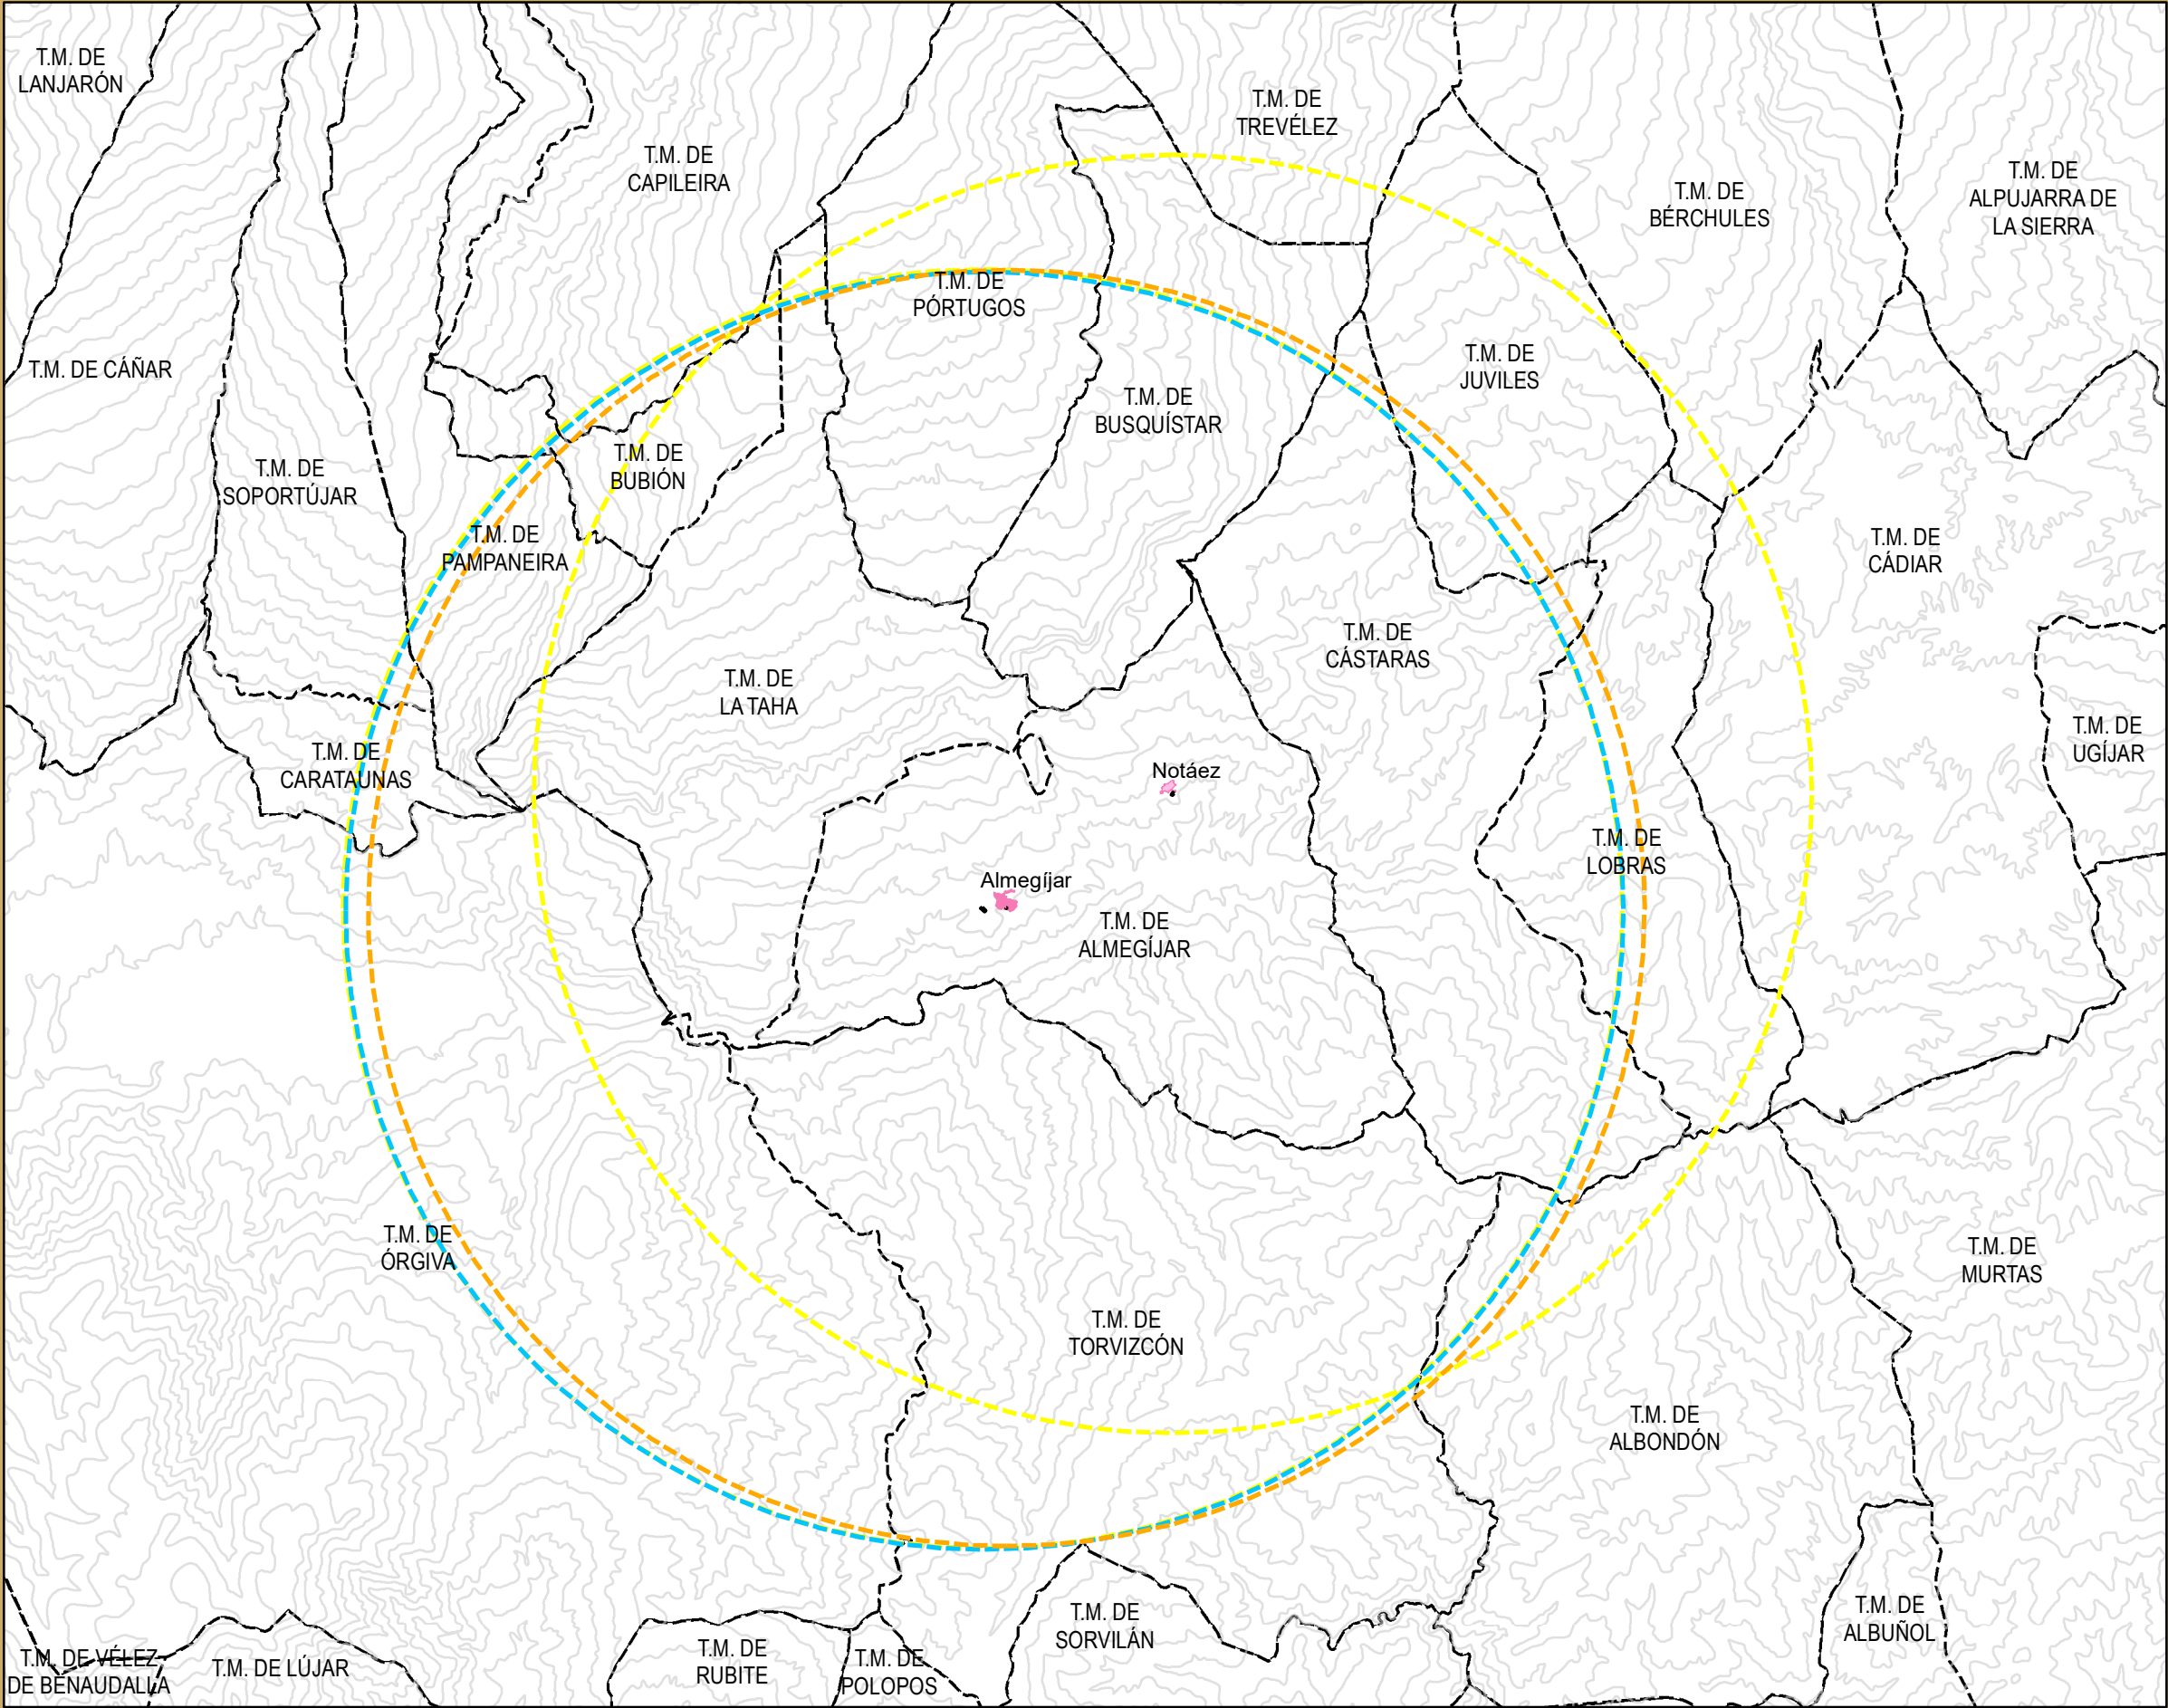 T.M. DE
LANJARÓN
T.M. DE
TREVÉLEZ
T.M. DE
CAPILEIRA
T.M. DE
BÉRCHULES
T.M. DE
ALPUJARRA DE
LA SIERRA
T.M. DE
PÓRTUGOS
T.M. DE CÁÑAR
T.M. DE
JUVILES
T.M. DE
BUSQUÍSTAR
T.M. DE
BUBIÓN
T.M. DE
SOPORTÚJAR
T.M. DE
PAMPANEIRA
T.M. DE
CÁDIAR
T.M. DE
CÁSTARAS
T.M. DE
LA TAHA
T.M. DE
UGÍJAR
T.M. DE
CARATAUNAS
Notáez
T.M. DE
LOBRAS
Almegíjar
T.M. DE
ALMEGÍJAR
T.M. DE
ÓRGIVA
T.M. DE
MURTAS
T.M. DE
TORVIZCÓN
T.M. DE
ALBONDÓN
T.M. DE
SORVILÁN
T.M. DE
ALBUÑOL
T.M. DE VÉLEZ
DE BENAUDALLA
T.M. DE LÚJAR
T.M. DE
RUBITE
T.M. DE
POLOPOS